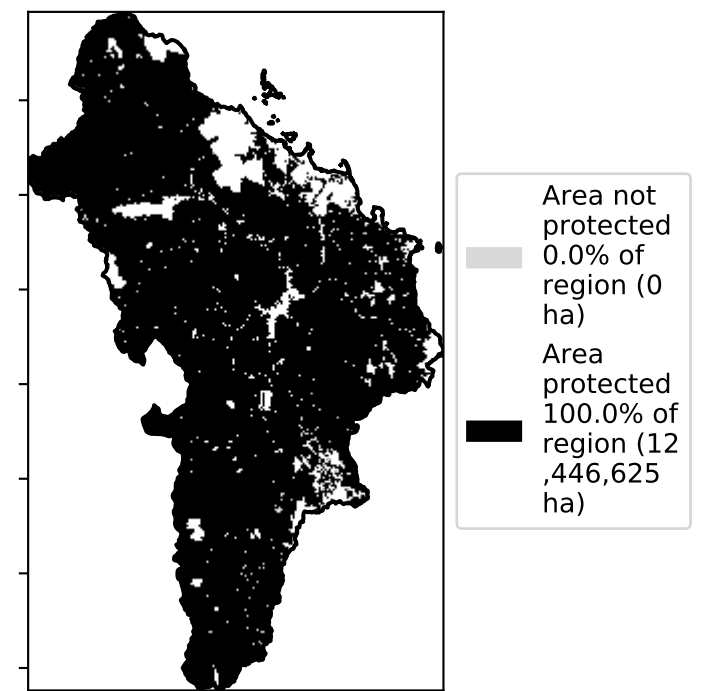 Area not
protected
0.0% of
region (0
ha)
Area
protected
100.0% of
region (12
,446,625
ha)